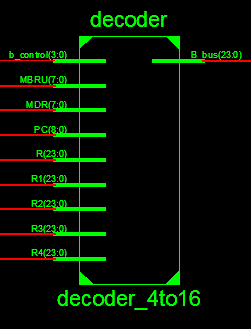 decoder
b_control(3:0)
B_bus(23:0)
MBRU(7:0)
MDR(7:0)
PC(8:0)
R(23:0)
R1(23:0)
R2(23:0)
R3(23:0)
R4(23:0)
decoder_4to16